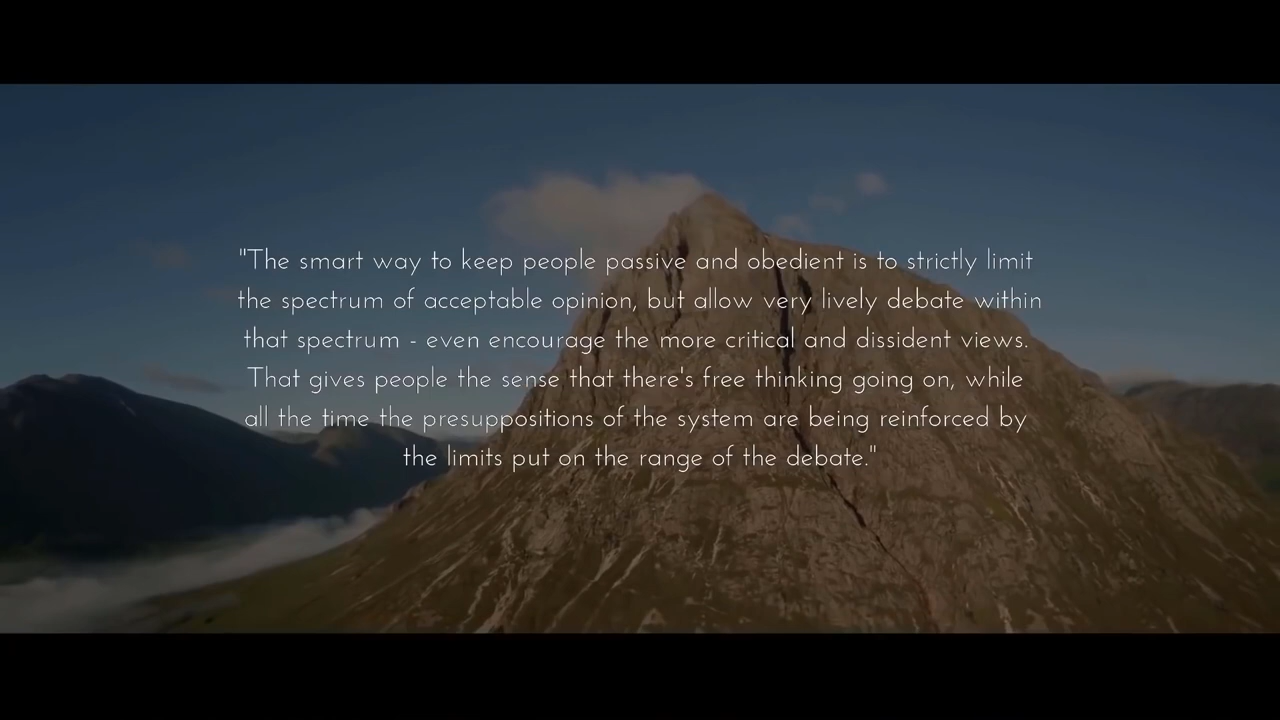 "The smart way to keep people passive and obedient is to strictly limit
the spectrum of acceptable opinion, but allow very lively debate within
that spectrum - even encourage the more critical and dissident views.
That gives people the sense that there's free thinking going on, while
all the time the presuppositions of the system are being reinforced by
the limits put on the range of the debate."